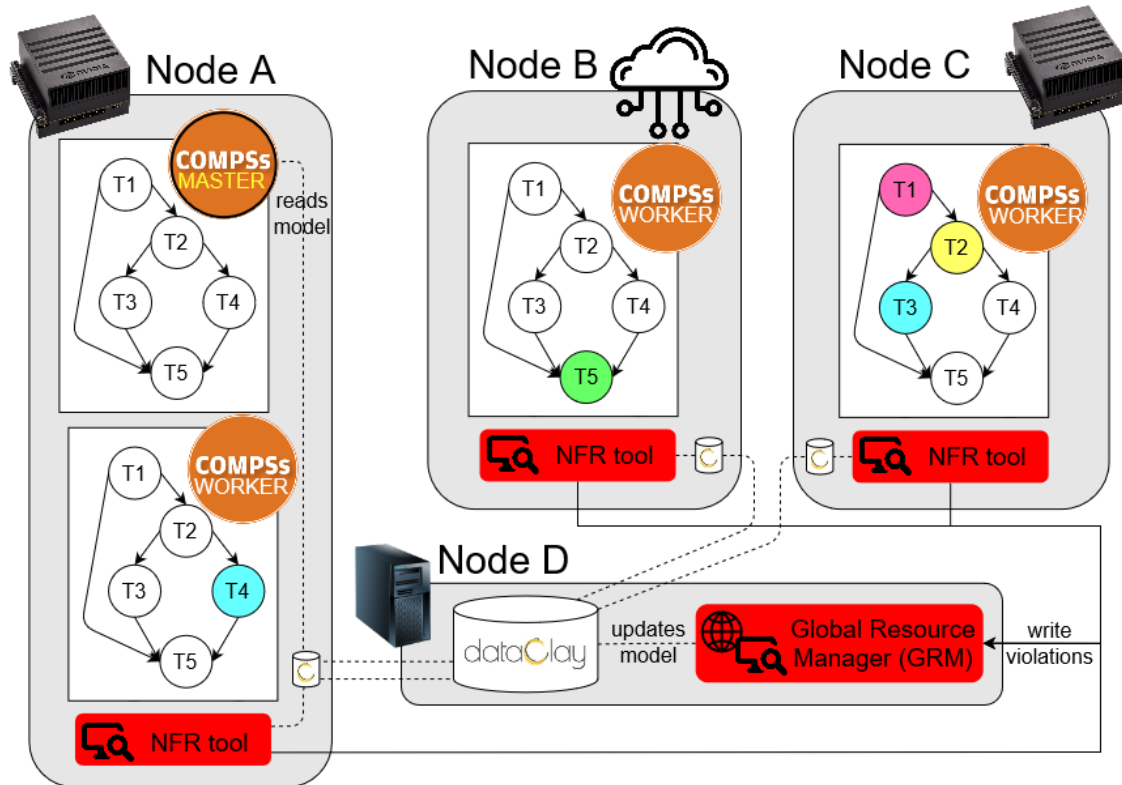 Node A
NVIDIA
COMPSs
MASTER
reads
model
T1
T2
T3
T4
T5
COMPSs
WORKER
T1
T2
T3
T4
T5
NFR tool
Node B
COMPSs
WORKER
T1
T2
T3
T4
T5
NFR tool
Node C
NVIDIA
COMPSs
WORKER
T1
T2
T3
T4
T5
NFR tool
Node D
dataClay
updates
model
Global Resource
Manager (GRM)
write
violations